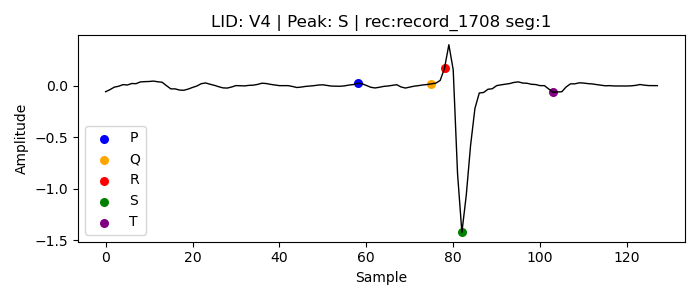 LID: V4 | Peak: S | rec:record_1708 seg:1
Amplitude
0.0
−0.5
−1.0
−1.5
P
Q
R
S
T
0
20
40
60
80
100
120
Sample